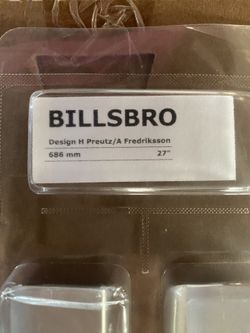 BILLSBRO
Design H Preutz/A Fredriksson
686 mm 27"